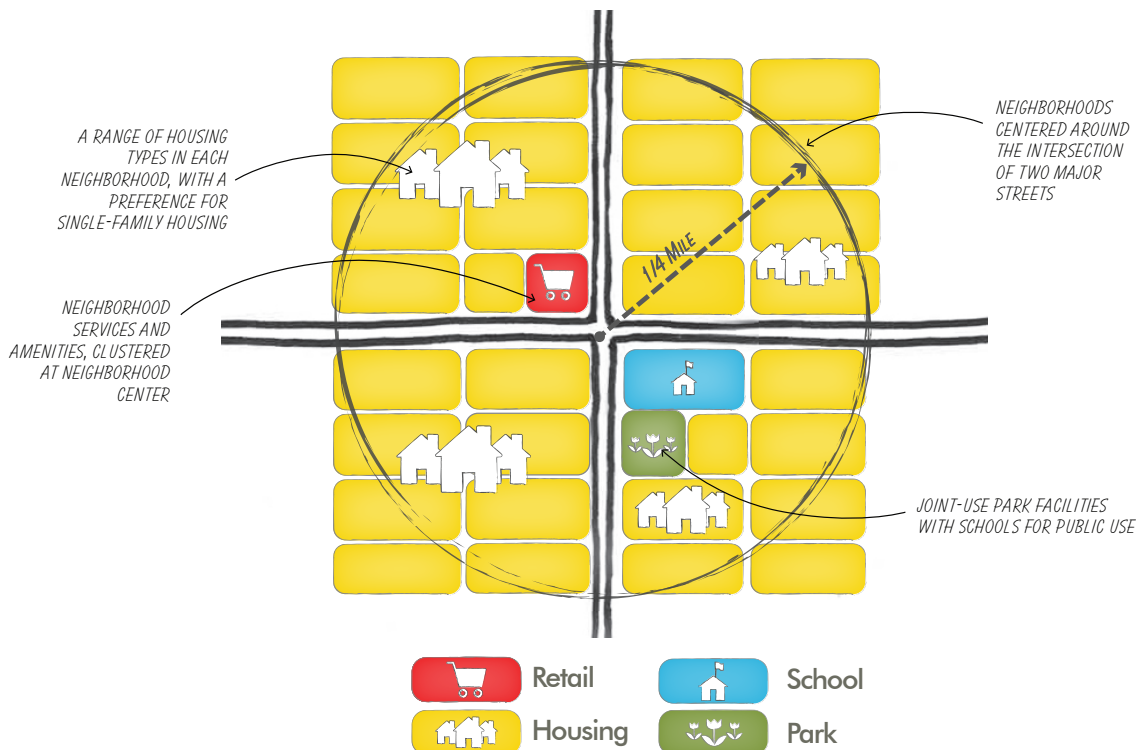 A RANGE OF HOUSING
TYPES IN EACH
NEIGHBORHOOD, WITH A
PREFERENCE FOR
SINGLE-FAMILY HOUSING
NEIGHBORHOODS
CENTERED AROUND
THE INTERSECTION
OF TWO MAJOR
STREETS
1/4 MILE
NEIGHBORHOOD
SERVICES AND
AMENITIES, CLUSTERED
AT NEIGHBORHOOD
CENTER
JOINT-USE PARK FACILITIES
WITH SCHOOLS FOR PUBLIC USE
Retail
School
Housing
Park